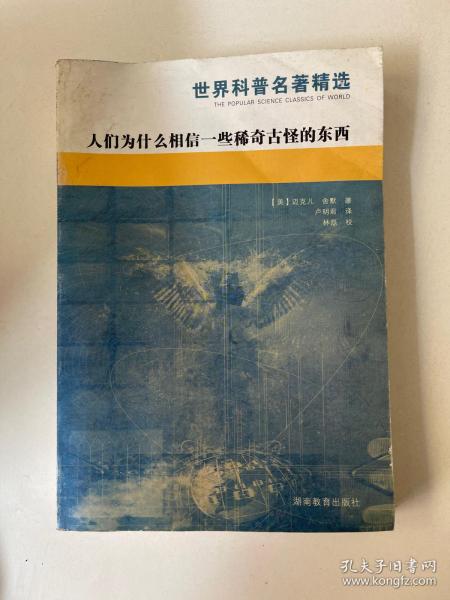 世界科普名著精选
THE POPULAR SCIENCE CLASSICS OF WORLD
人们为什么相信一些稀奇古怪的东西
【美】迈克儿 舍默 著
卢明君 译
林磊 校
湖南教育出版社
孔夫子旧书网
www.kongfz.com